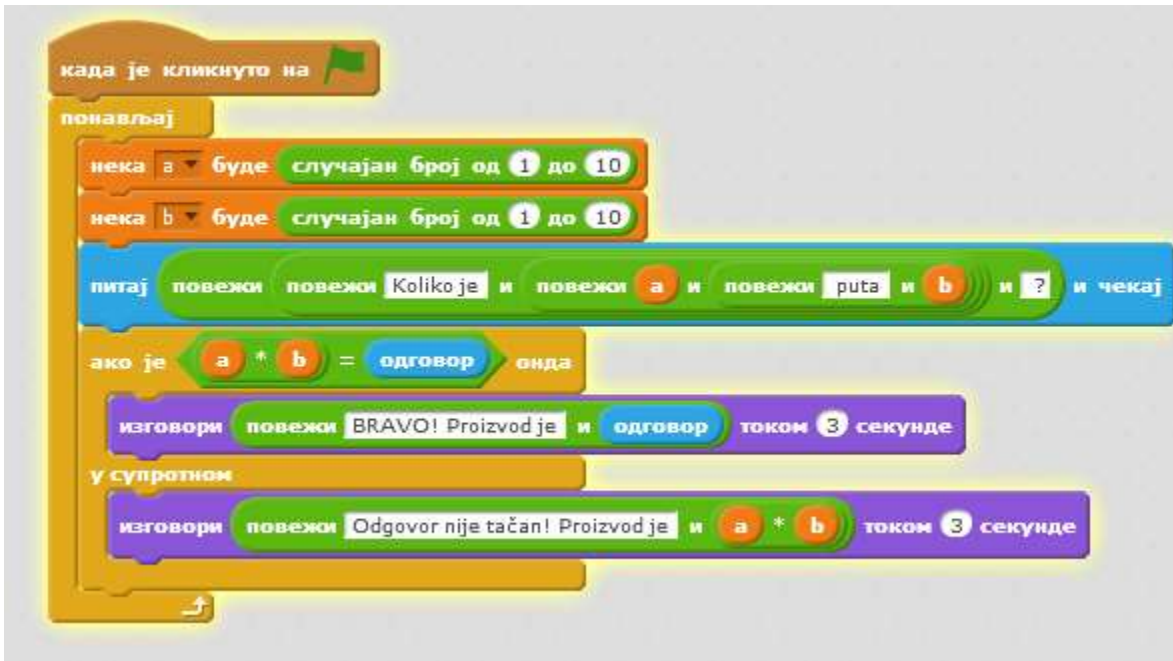 када је кликнуто на
понављај
нека a буде случајан број од 1 до 10
нека b буде случајан број од 1 до 10
питај повежи повежи Koliko je и повежи a и повежи puta и b и ? и чекај
ако је a * b = одговор онда
изговори повежи BRAVO! Proizvod je и одговор током 3 секунде
у супротном
изговори повежи Odgovor nije tačan! Proizvod je и a * b током 3 секунде